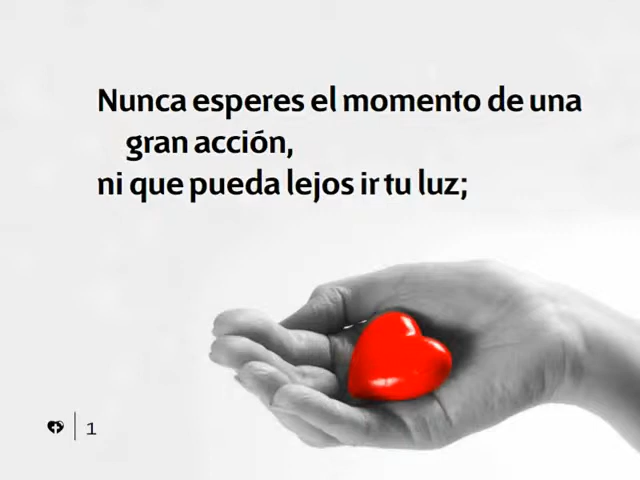 Nunca esperes el momento de una
gran acción,
ni que pueda lejos ir tu luz;
1